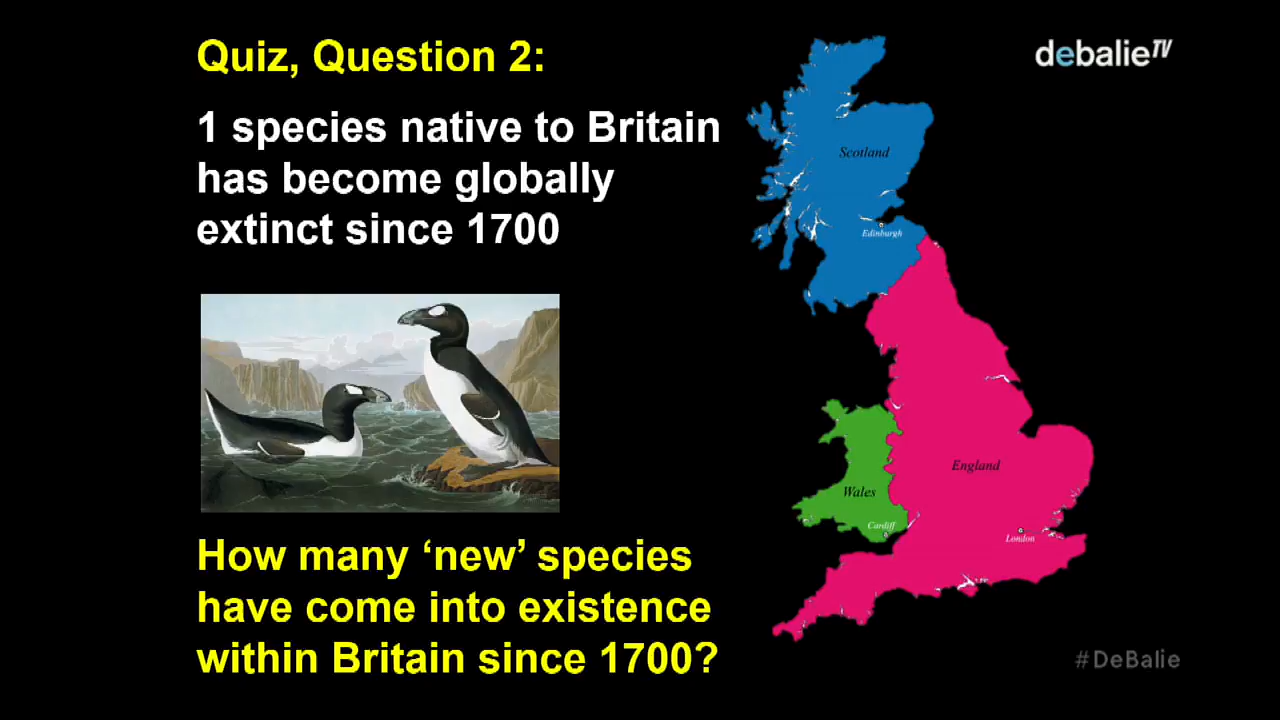 Quiz, Question 2:
debalieTV
1 species native to Britain
has become globally
extinct since 1700
Scotland
Edinburgh
Wales
England
Cardiff
London
How many ‘new’ species
have come into existence
within Britain since 1700?
#DeBalie